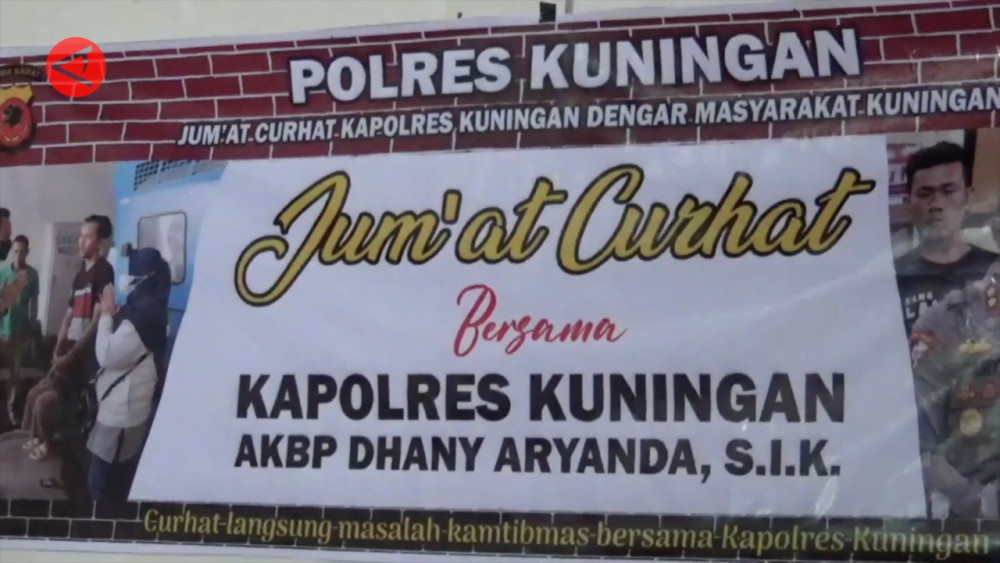 POLRES KUNINGAN
JUM'AT CURHAT KAPOLRES KUNINGAN DENGAR MASYARAKAT KUNINGAN
Jum'at Curhat
Bersama
KAPOLRES KUNINGAN
AKBP DHANY ARYANDA, S.I.K.
Curhat langsung masalah kamtibmas bersama Kapolres Kuningan